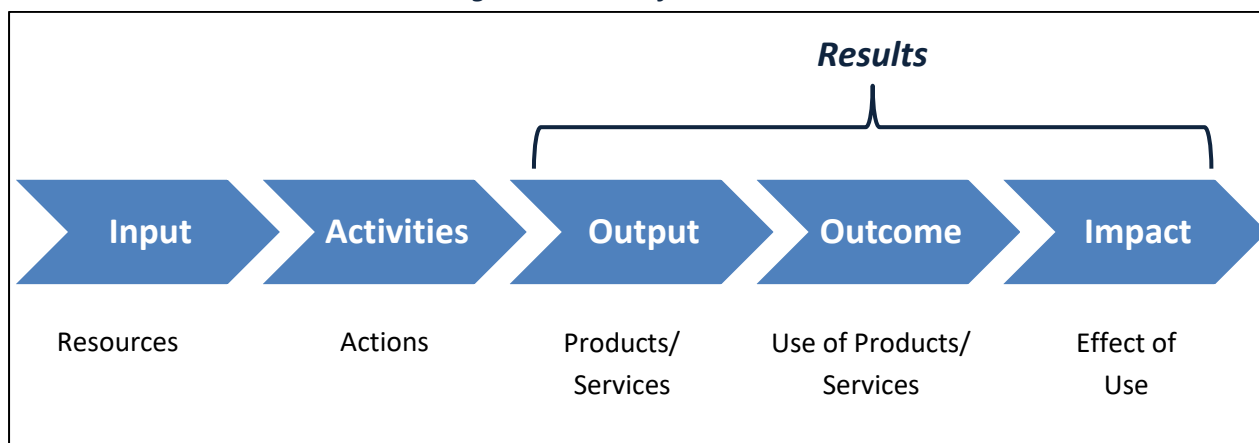 Results
Input
Activities
Output
Outcome
Impact
Resources
Actions
Products/
Services
Use of Products/
Services
Effect of
Use